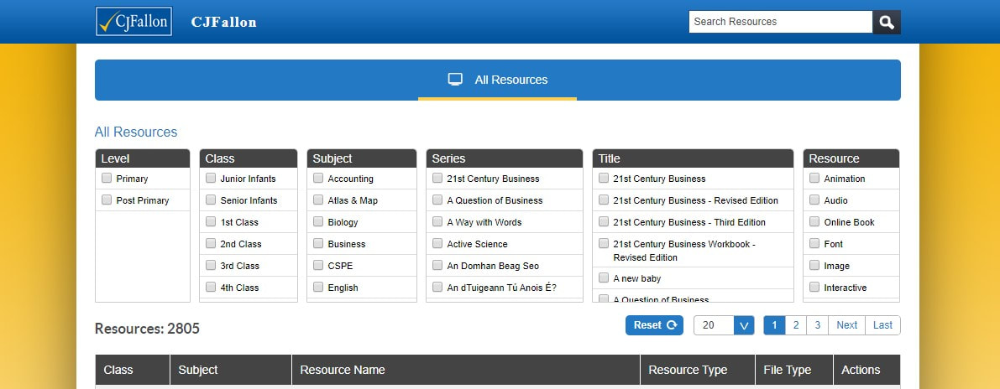 CJFallon CJFallon Search Resources
All Resources
All Resources
Level Class Subject Series Title Resource
Primary Junior Infants Accounting 21st Century Business 21st Century Business Animation
Post Primary Senior Infants Atlas & Map A Question of Business 21st Century Business - Revised Edition Audio
1st Class Biology A Way with Words 21st Century Business - Third Edition Online Book
2nd Class Business Active Science 21st Century Business Workbook - Font
Revised Edition
3rd Class CSPE An Domhan Beag Seo Image
A new baby
4th Class English An dTuigeann Tú Anois É? Interactive
A Question of Business
Resources: 2805 Reset 20 1 2 3 Next Last
Class Subject Resource Name Resource Type File Type Actions